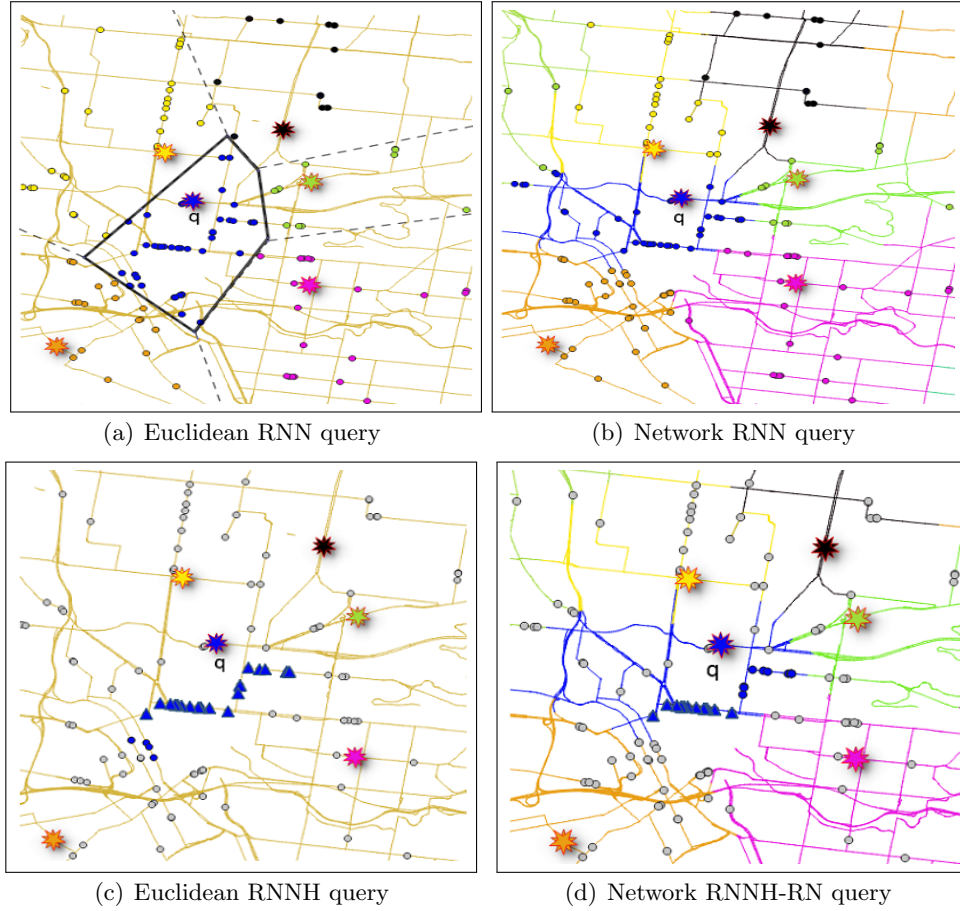 q
q
(a) Euclidean RNN query
(b) Network RNN query
q
q
(c) Euclidean RNNH query
(d) Network RNNH-RN query